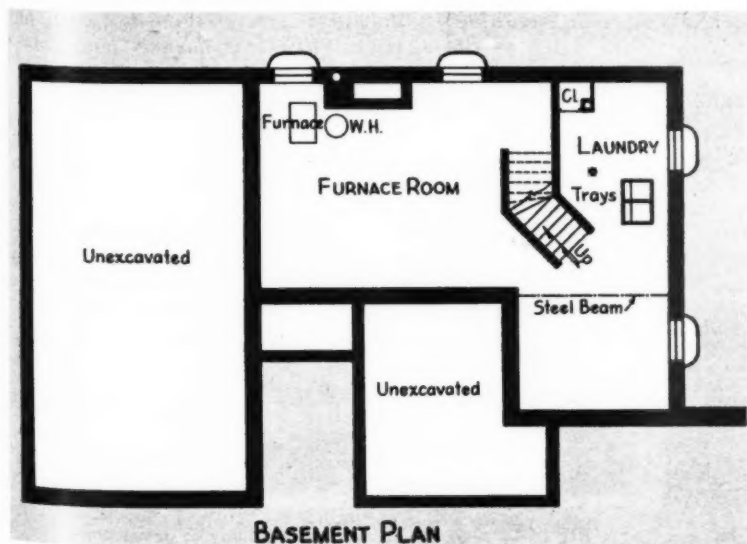 Cl.
Furnace
W.H.
LAUNDRY
FURNACE ROOM
Trays
Unexcavated
Up
Steel Beam
Unexcavated
BASEMENT PLAN